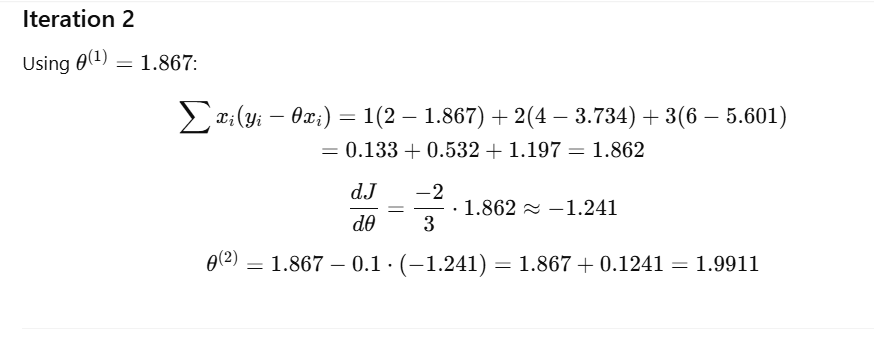 Iteration 2
Using θ^(1) = 1.867:
∑ x_i(y_i − θx_i) = 1(2 − 1.867) + 2(4 − 3.734) + 3(6 − 5.601)
= 0.133 + 0.532 + 1.197 = 1.862
dJ/dθ = −2/3 · 1.862 ≈ −1.241
θ^(2) = 1.867 − 0.1 · (−1.241) = 1.867 + 0.1241 = 1.9911